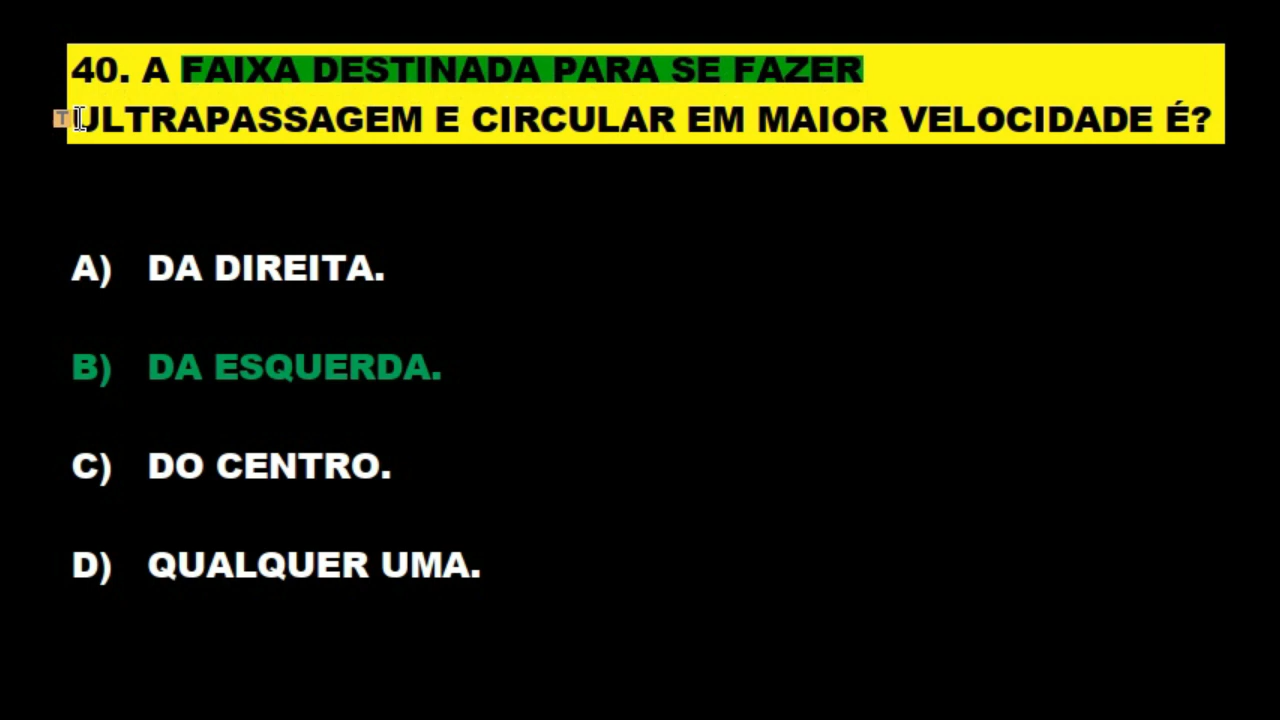 40. A FAIXA DESTINADA PARA SE FAZER
ULTRAPASSAGEM E CIRCULAR EM MAIOR VELOCIDADE É?
A) DA DIREITA.
B) DA ESQUERDA.
C) DO CENTRO.
D) QUALQUER UMA.